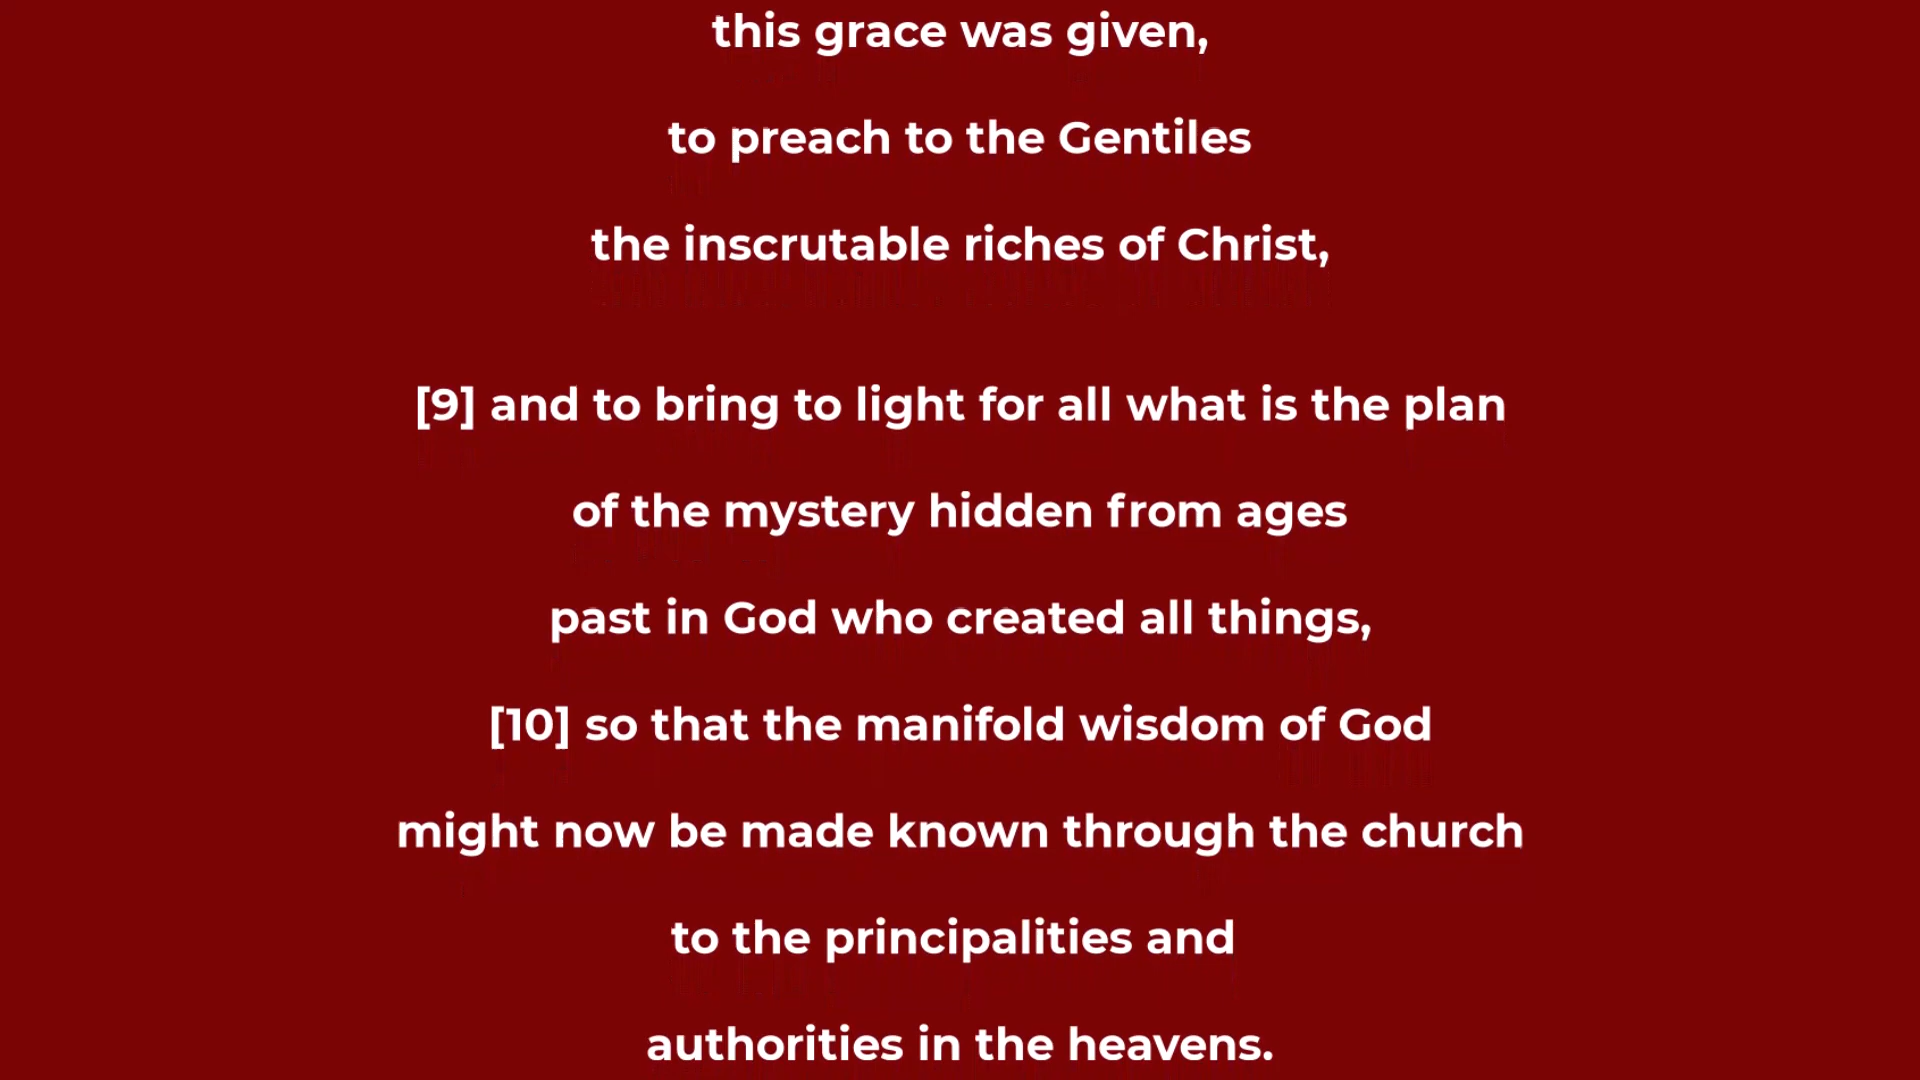 this grace was given,
to preach to the Gentiles
the inscrutable riches of Christ,
[9] and to bring to light for all what is the plan
of the mystery hidden from ages
past in God who created all things,
[10] so that the manifold wisdom of God
might now be made known through the church
to the principalities and
authorities in the heavens.